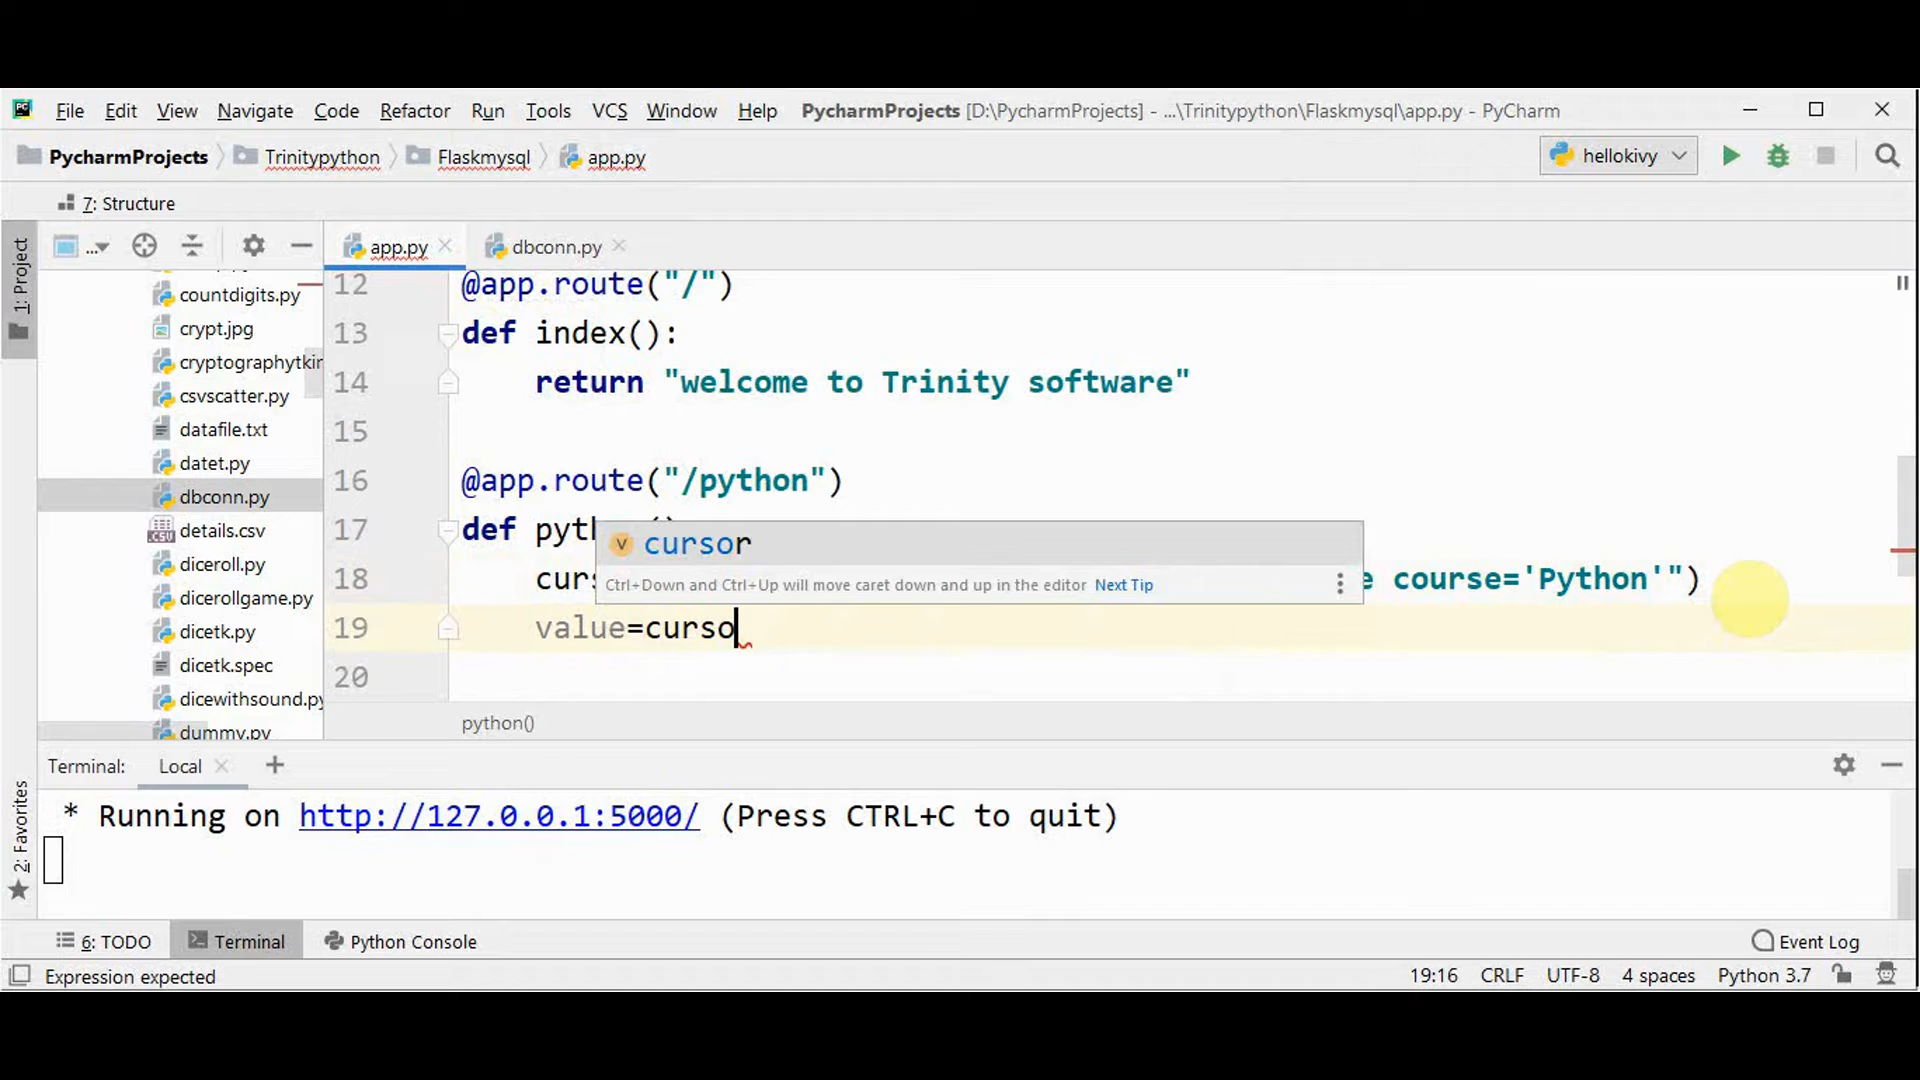 File Edit View Navigate Code Refactor Run Tools VCS Window Help PycharmProjects [D:\PycharmProjects] - ...\Trinitypython\Flaskmysql\app.py - PyCharm
PycharmProjects Trinitypython Flaskmysql app.py hellokivy
7: Structure
1: Project
... app.py dbconn.py
countdigits.py
crypt.jpg
cryptographytkin
csvscatter.py
datafile.txt
datet.py
dbconn.py
details.csv
diceroll.py
dicerollgame.py
dicetk.py
dicetk.spec
dicewithsound.py
dummy.py
12 @app.route("/")
13 def index():
14 return "welcome to Trinity software"
15
16 @app.route("/python")
17 def pyth
cursor
Ctrl+Down and Ctrl+Up will move caret down and up in the editor Next Tip
18 curs e course='Python'")
19 value=curso
20
python()
2: Favorites
Terminal: Local
* Running on http://127.0.0.1:5000/ (Press CTRL+C to quit)
6: TODO Terminal Python Console Event Log
Expression expected 19:16 CRLF UTF-8 4 spaces Python 3.7